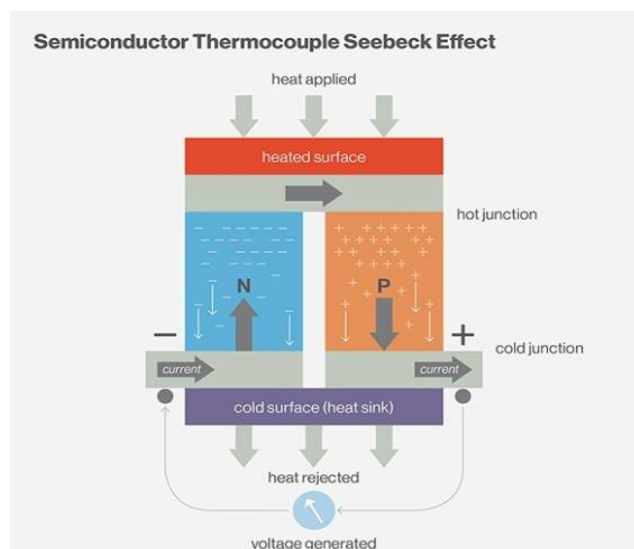 Semiconductor Thermocouple Seebeck Effect
heat applied
heated surface
hot junction
N
P
−
+
cold junction
current
current
cold surface (heat sink)
heat rejected
voltage generated